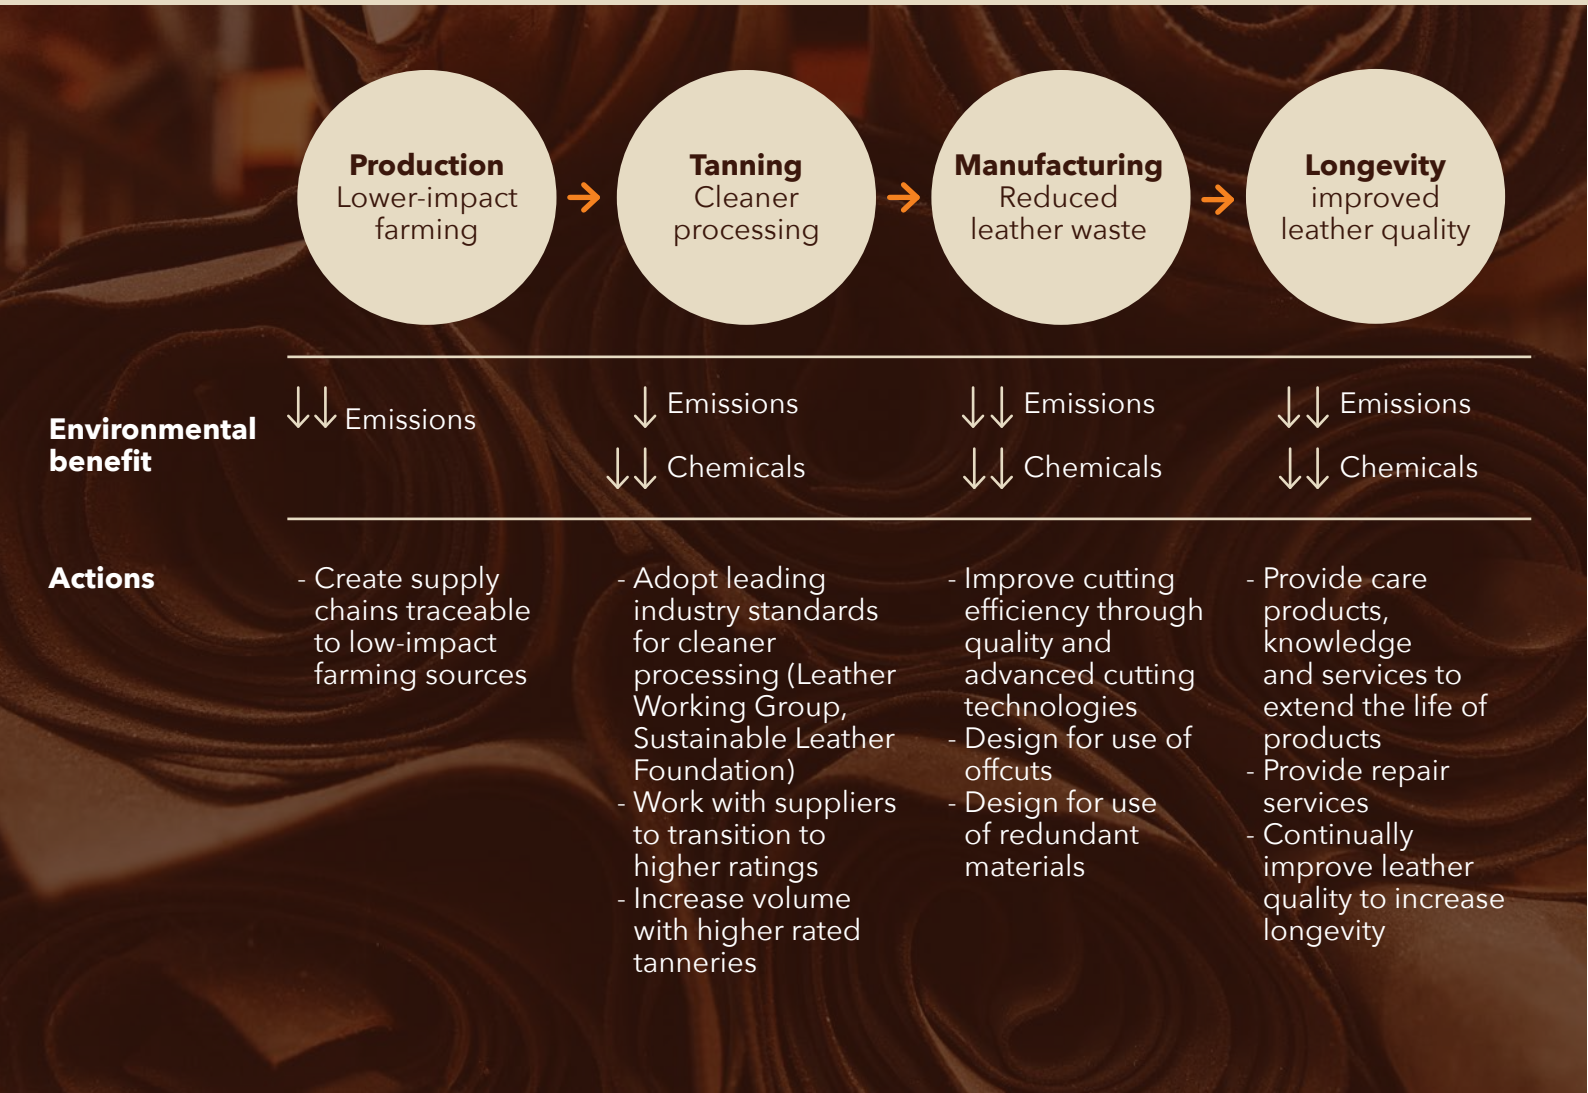 Production
Lower-impact
farming
Tanning
Cleaner
processing
Manufacturing
Reduced
leather waste
Longevity
improved
leather quality
Environmental
benefit
Emissions
Emissions
Chemicals
Emissions
Chemicals
Emissions
Chemicals
Actions
- Create supply
chains traceable
to low-impact
farming sources
- Adopt leading
industry standards
for cleaner
processing (Leather
Working Group,
Sustainable Leather
Foundation)
- Work with suppliers
to transition to
higher ratings
- Increase volume
with higher rated
tanneries
- Improve cutting
efficiency through
quality and
advanced cutting
technologies
- Design for use of
offcuts
- Design for use
of redundant
materials
- Provide care
products,
knowledge
and services to
extend the life of
products
- Provide repair
services
- Continually
improve leather
quality to increase
longevity